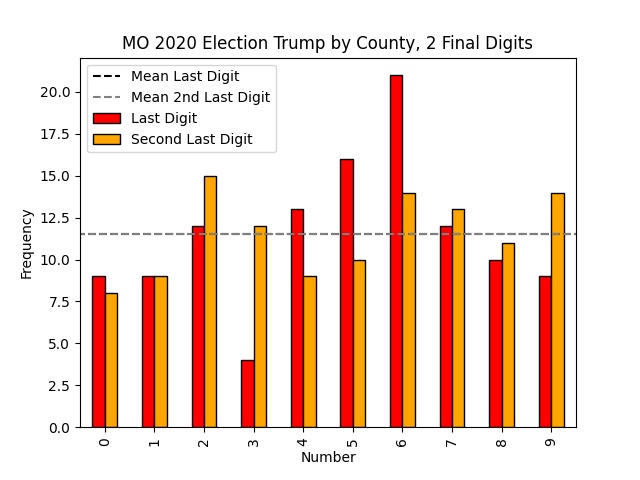 MO 2020 Election Trump by County, 2 Final Digits
Mean Last Digit
Mean 2nd Last Digit
Last Digit
Second Last Digit
20.0
17.5
15.0
12.5
10.0
7.5
5.0
2.5
0.0
Frequency
0 1 2 3 4 5 6 7 8 9
Number